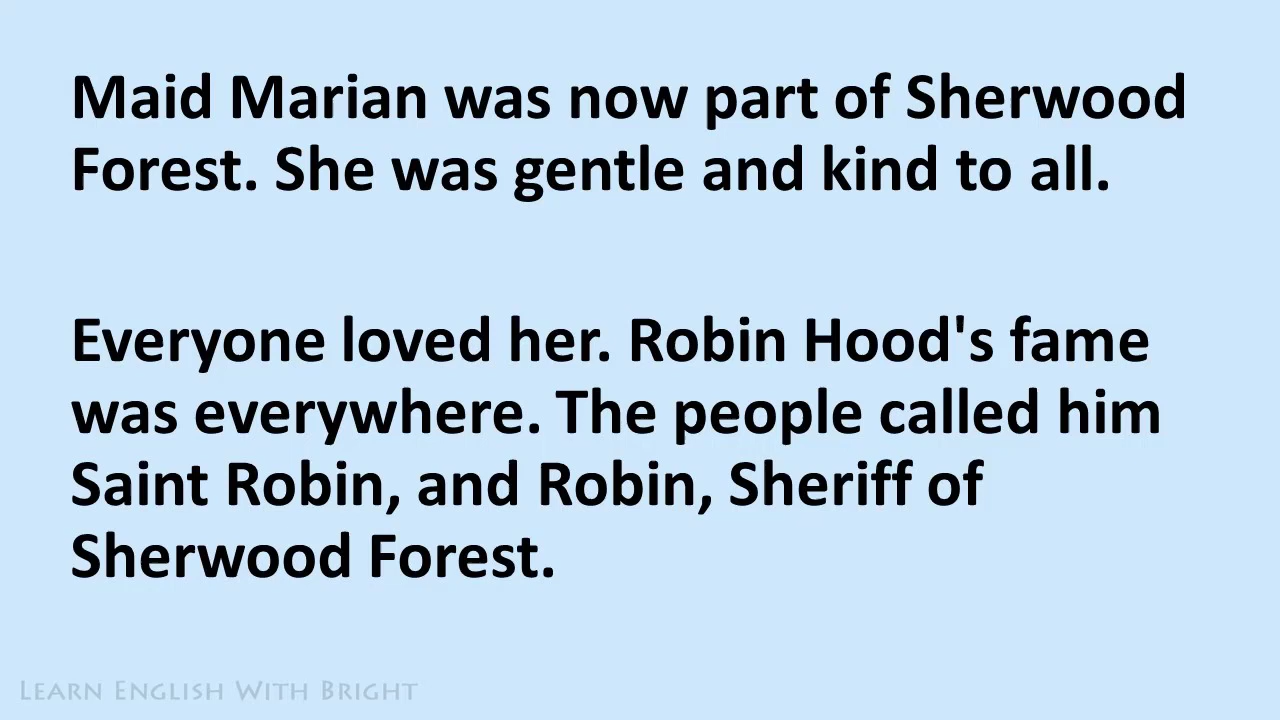 Maid Marian was now part of Sherwood
Forest. She was gentle and kind to all.
Everyone loved her. Robin Hood's fame
was everywhere. The people called him
Saint Robin, and Robin, Sheriff of
Sherwood Forest.
Learn English With Bright